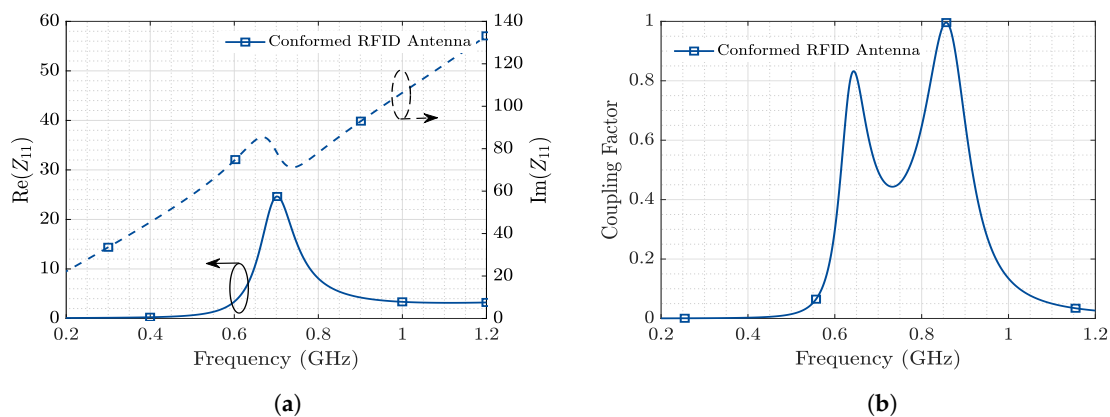 60
50
40
30
20
10
0
Re(Z11)
140
120
100
80
60
40
20
0
Im(Z11)
Conformed RFID Antenna
0.2 0.4 0.6 0.8 1 1.2
Frequency (GHz)
(a)
1
0.8
0.6
0.4
0.2
0
Coupling Factor
Conformed RFID Antenna
0.2 0.4 0.6 0.8 1 1.2
Frequency (GHz)
(b)